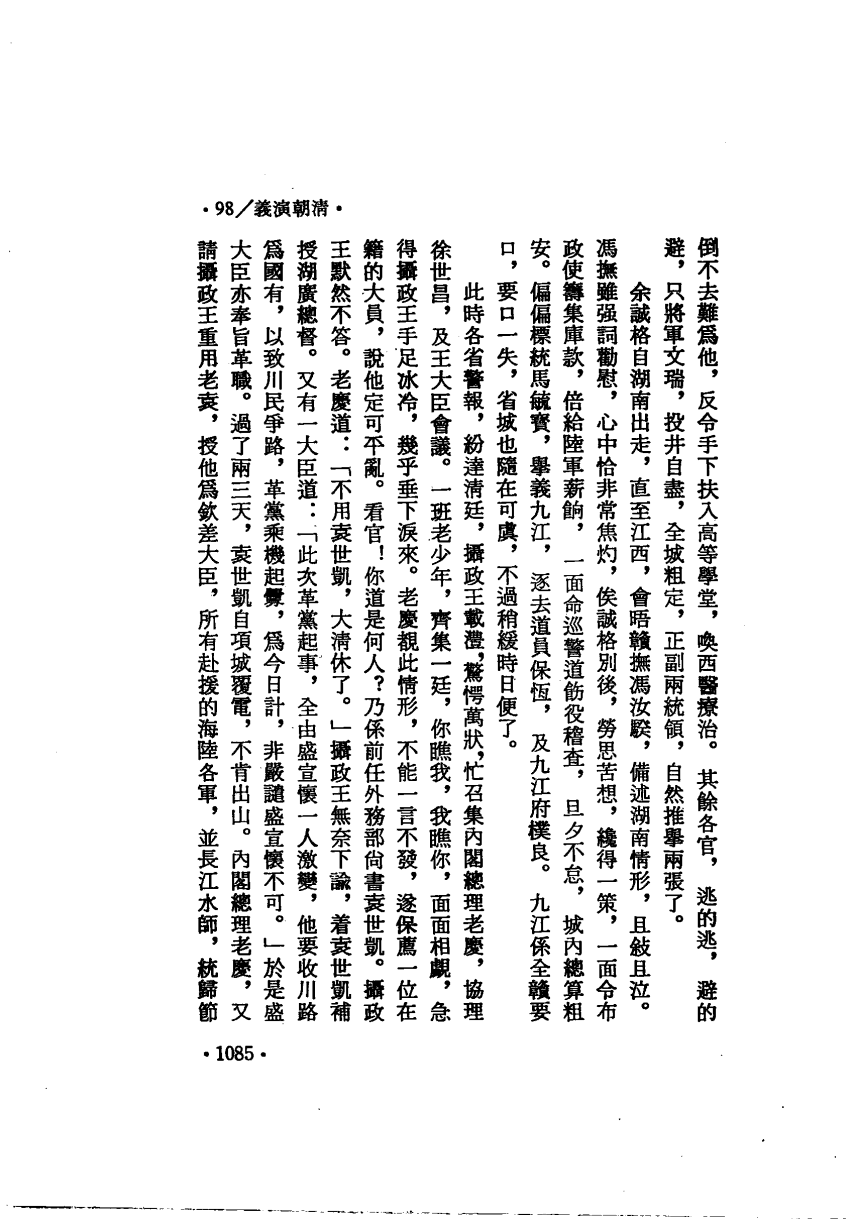 ·98／義演朝清·
倒不去難爲他，反令手下扶入高等學堂，喚西醫療治。其餘各官，逃的逃，避的
避，只將軍文瑞，投井自盡，全城粗定，正副兩統領，自然推舉兩張了。
余誠格自湖南出走，直至江西，會晤贛撫馮汝騤，備述湖南情形，且敍且泣。
馮撫雖强詞勸慰，心中恰非常焦灼，俟誠格別後，勞思苦想，纔得一策，一面令布
政使籌集庫款，倍給陸軍薪餉，一面命巡警道飭役稽查，旦夕不怠，城內總算粗
安。偏偏標統馬毓寶，舉義九江，逐去道員保恆，及九江府樸良。九江係全贛要
口，要口一失，省城也隨在可虞，不過稍緩時日便了。
此時各省警報，紛達清廷，攝政王載灃，驚愕萬狀，忙召集內閣總理老慶，協理
徐世昌，及王大臣會議。一班老少年，齊集一廷，你瞧我，我瞧你，面面相覷，急
得攝政王手足冰冷，幾乎垂下淚來。老慶覩此情形，不能一言不發，遂保薦一位在
籍的大員，說他定可平亂。看官！你道是何人？乃係前任外務部尙書袁世凱。攝政
王默然不答。老慶道：「不用袁世凱，大清休了。」攝政王無奈下諭，着袁世凱補
授湖廣總督。又有一大臣道：「此次革黨起事，全由盛宣懷一人激變，他要收川路
爲國有，以致川民爭路，革黨乘機起釁，爲今日計，非嚴譴盛宣懷不可。」於是盛
大臣亦奉旨革職。過了兩三天，袁世凱自項城覆電，不肯出山。內閣總理老慶，又
請攝政王重用老袁，授他爲欽差大臣，所有赴援的海陸各軍，並長江水師，統歸節
·1085·